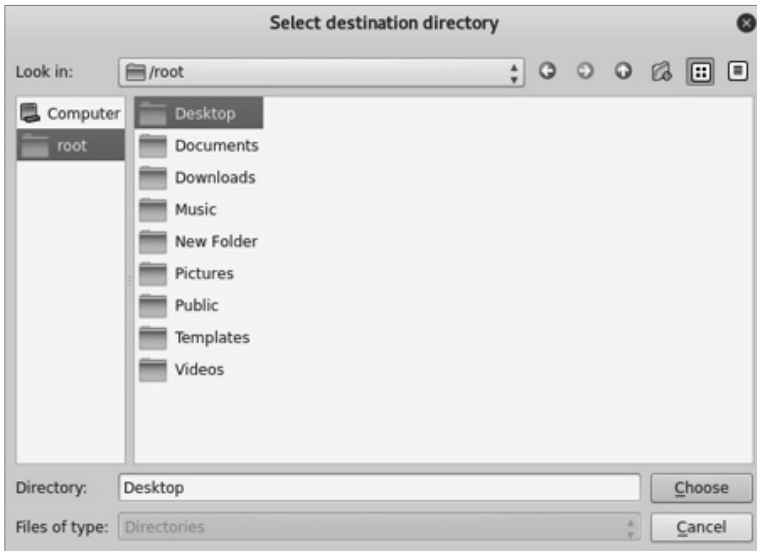 Select destination directory
Look in: /root
Computer
root
Desktop
Documents
Downloads
Music
New Folder
Pictures
Public
Templates
Videos
Directory: Desktop Choose
Files of type: Directories Cancel